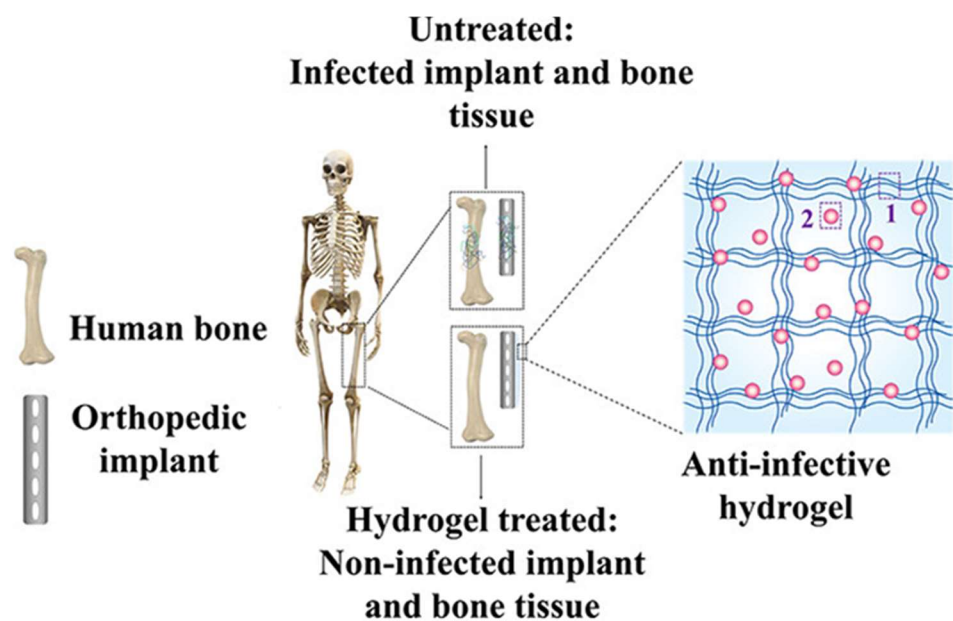 Untreated:
Infected implant and bone
tissue
Human bone
Orthopedic
implant
2
1
Anti-infective
hydrogel
Hydrogel treated:
Non-infected implant
and bone tissue